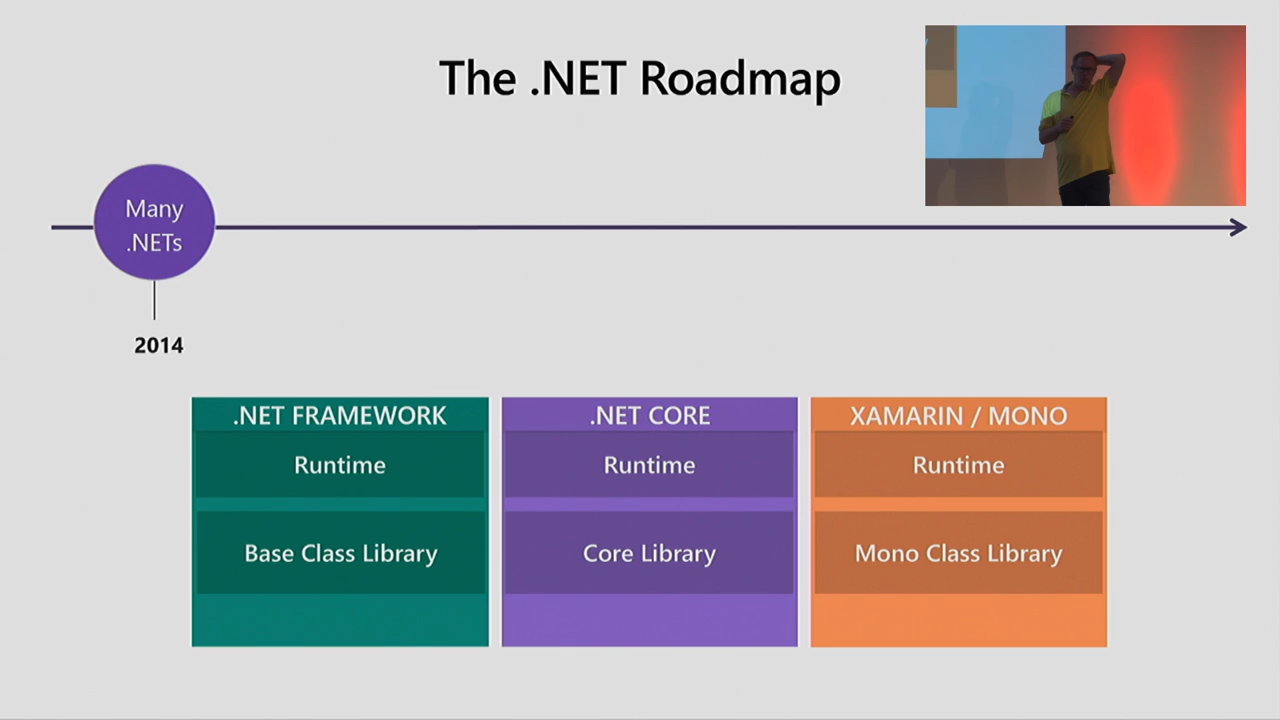 The .NET Roadmap
Many
.NETs
2014
.NET FRAMEWORK
Runtime
Base Class Library
.NET CORE
Runtime
Core Library
XAMARIN / MONO
Runtime
Mono Class Library